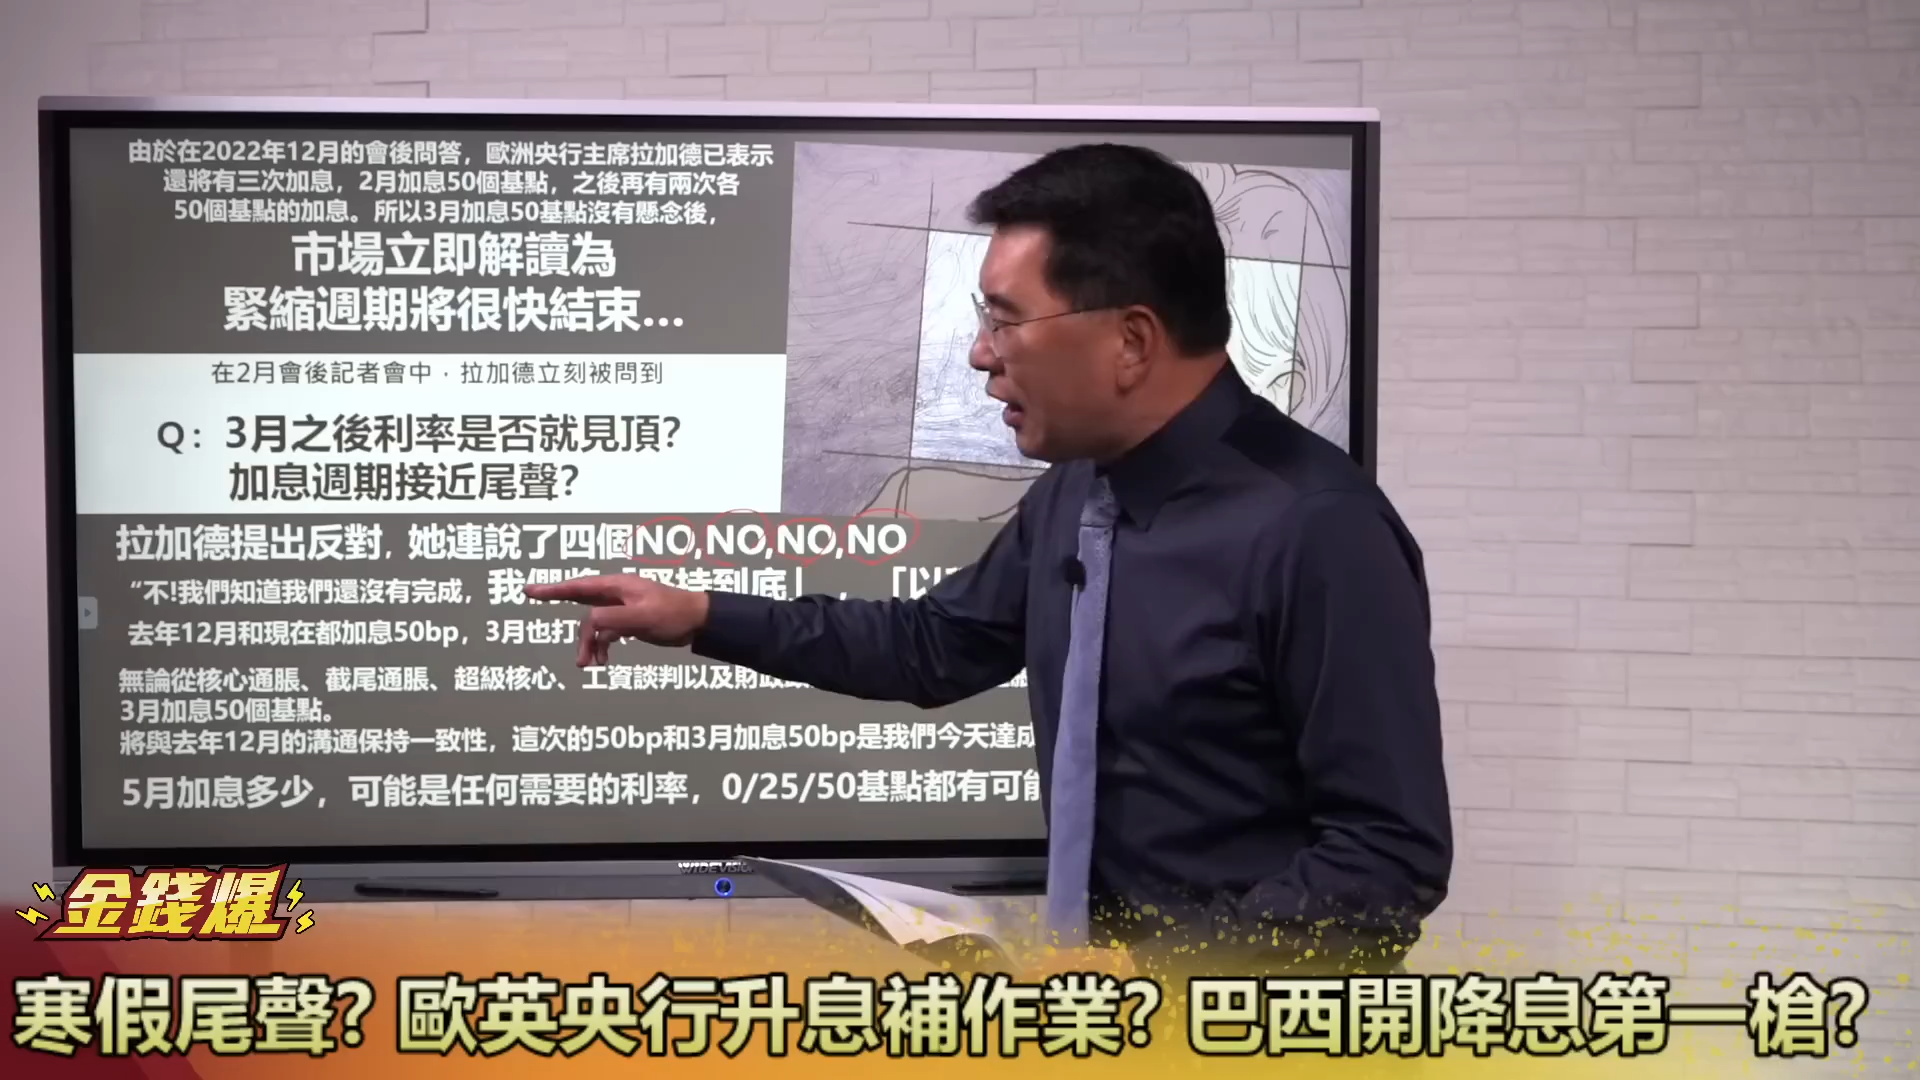 由於在2022年12月的會後問答，歐洲央行主席拉加德已表示
還將有三次加息，2月加息50個基點，之後再有兩次各
50個基點的加息。所以3月加息50基點沒有懸念後，
市場立即解讀為
緊縮週期將很快結束...
在2月會後記者會中，拉加德立刻被問到
Q：3月之後利率是否就見頂？
加息週期接近尾聲？
拉加德提出反對，她連說了四個NO,NO,NO,NO
“不!我們知道我們還沒有完成，我們將「堅持到底」，「以
去年12月和現在都加息50bp，3月也打
無論從核心通脹、截尾通脹、超級核心、工資談判以及財政
3月加息50個基點。
將與去年12月的溝通保持一致性，這次的50bp和3月加息50bp是我們今天達成
5月加息多少，可能是任何需要的利率，0/25/50基點都有可能
WIDEVISION
金錢爆
寒假尾聲? 歐英央行升息補作業? 巴西開降息第一槍?